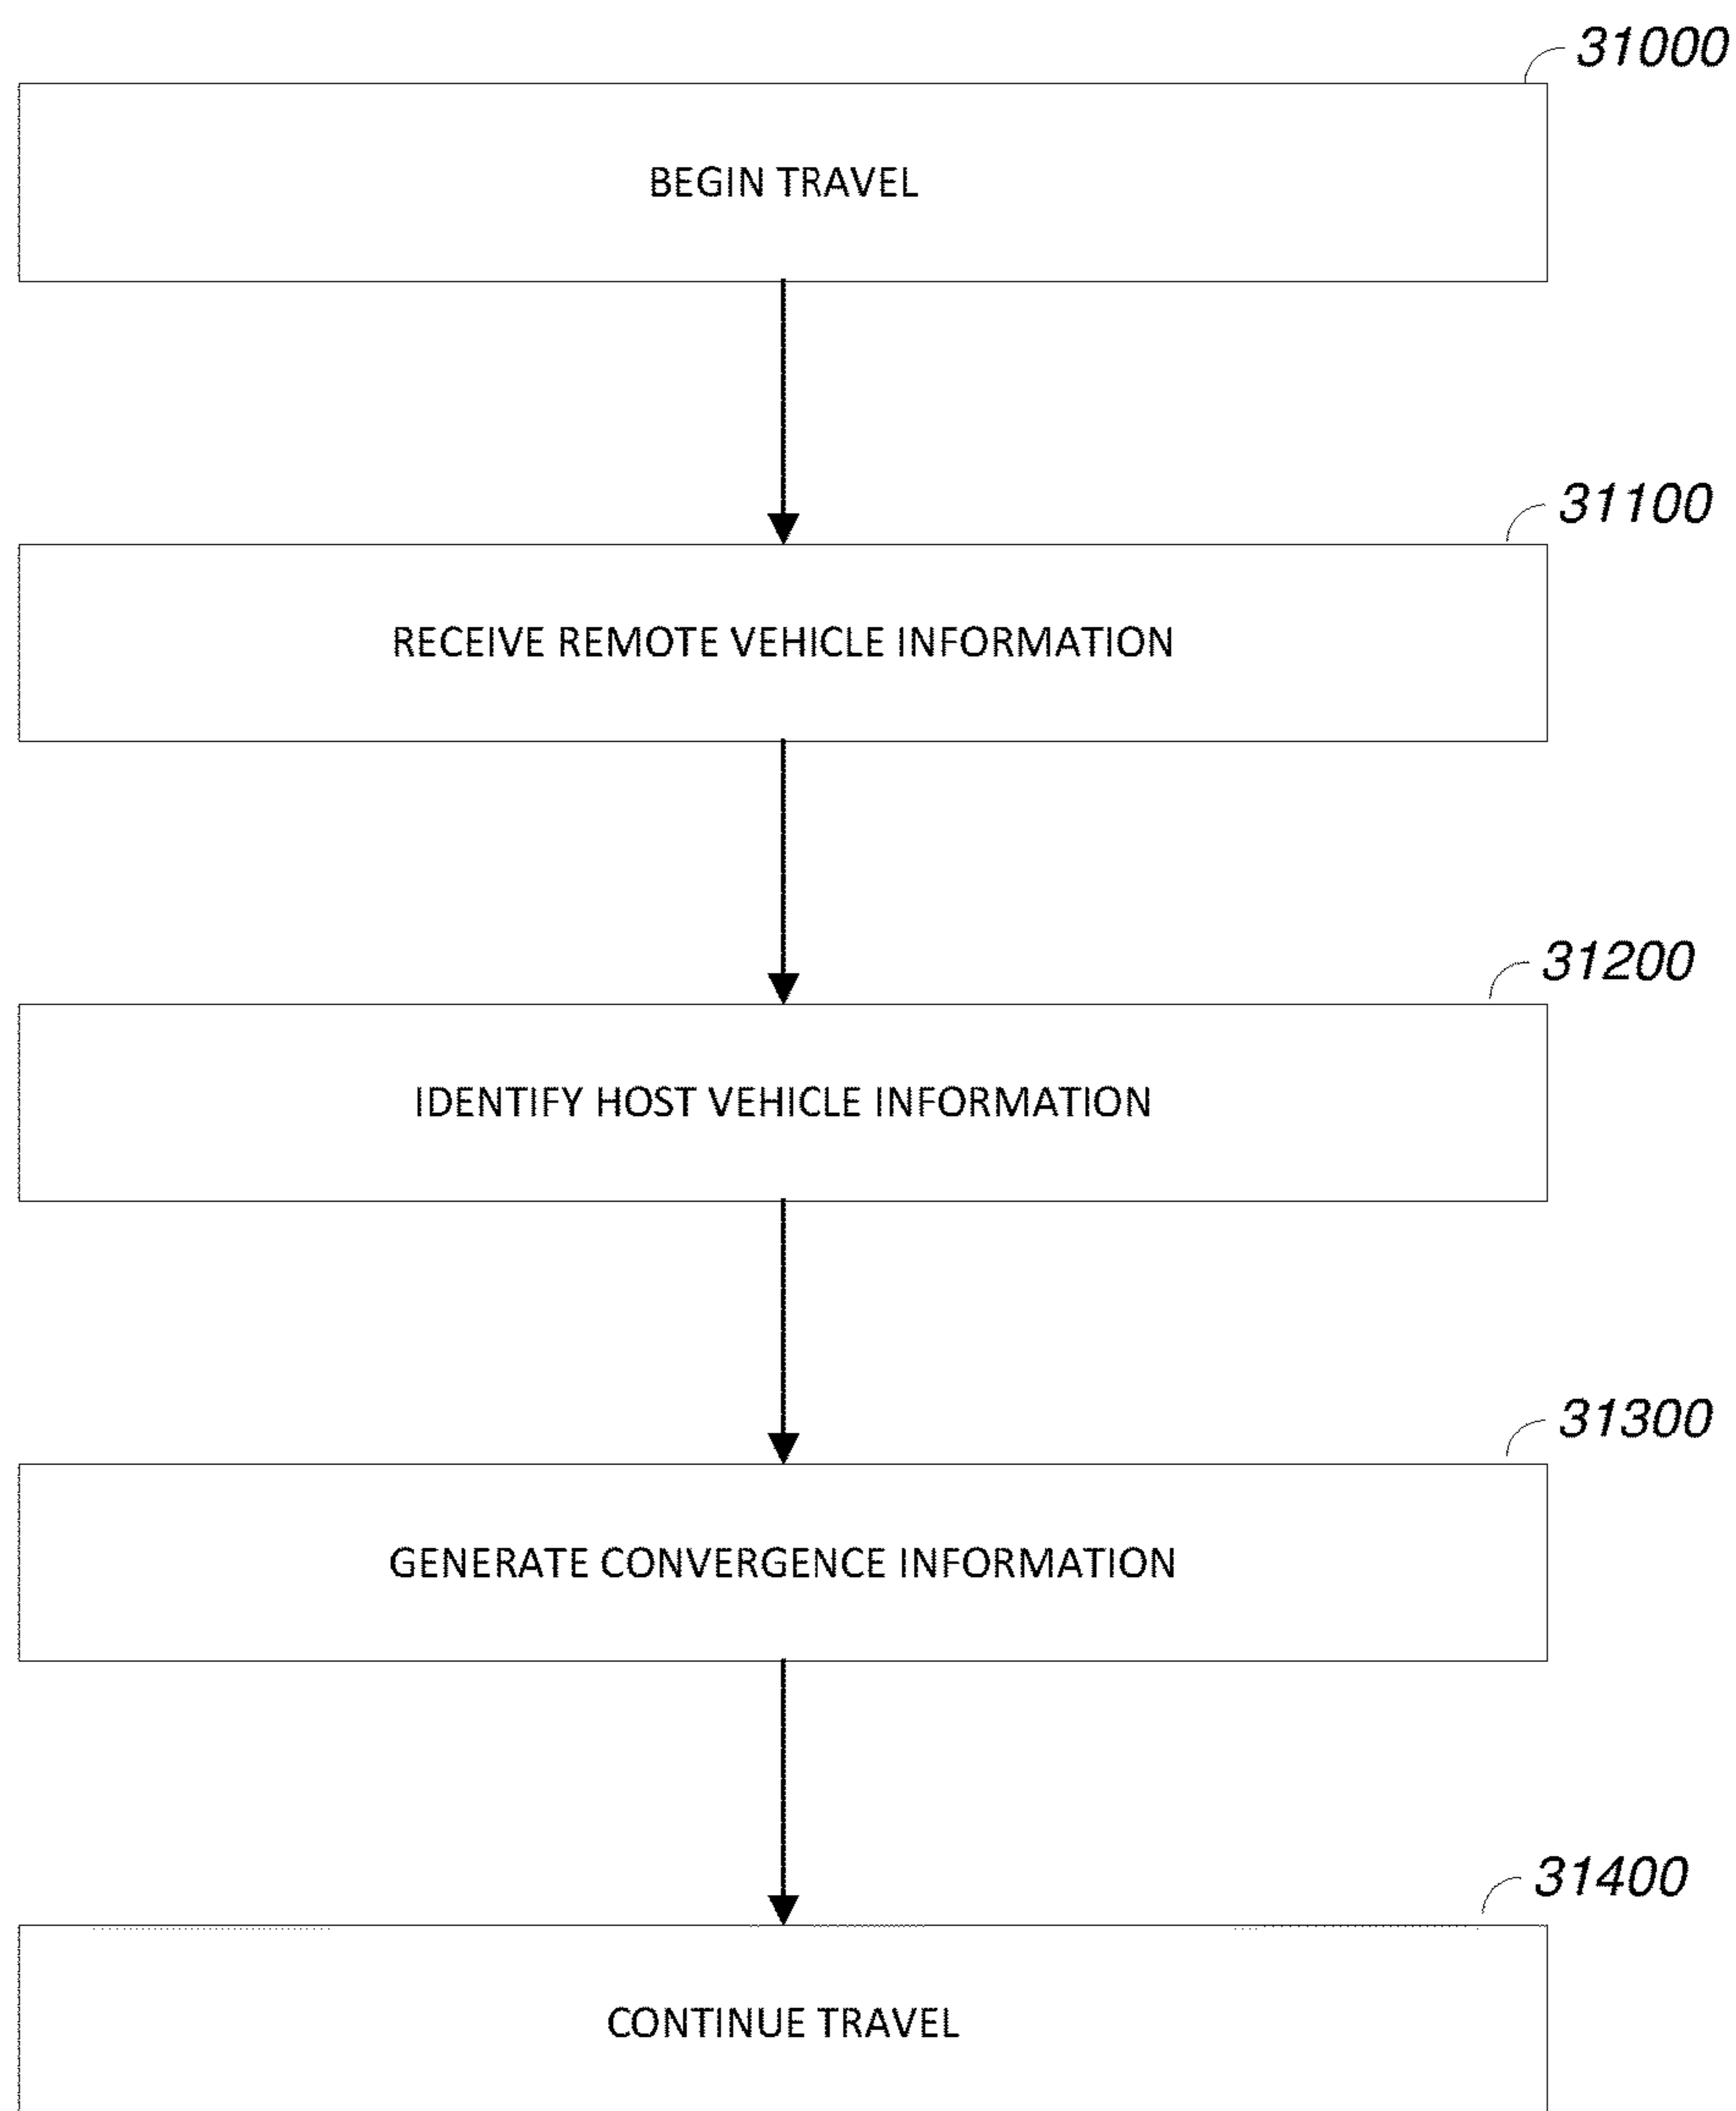 31000
BEGIN TRAVEL
31100
RECEIVE REMOTE VEHICLE INFORMATION
31200
IDENTIFY HOST VEHICLE INFORMATION
31300
GENERATE CONVERGENCE INFORMATION
31400
CONTINUE TRAVEL